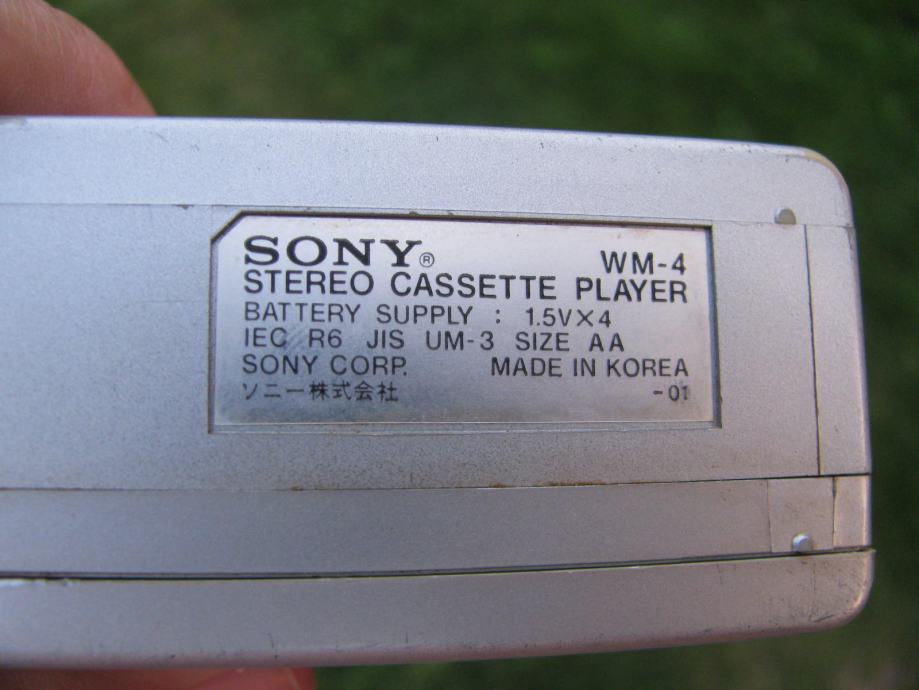 SONY® WM-4
STEREO CASSETTE PLAYER
BATTERY SUPPLY : 1.5V×4
IEC R6 JIS UM-3 SIZE AA
SONY CORP. MADE IN KOREA
ソニー株式会社 -01